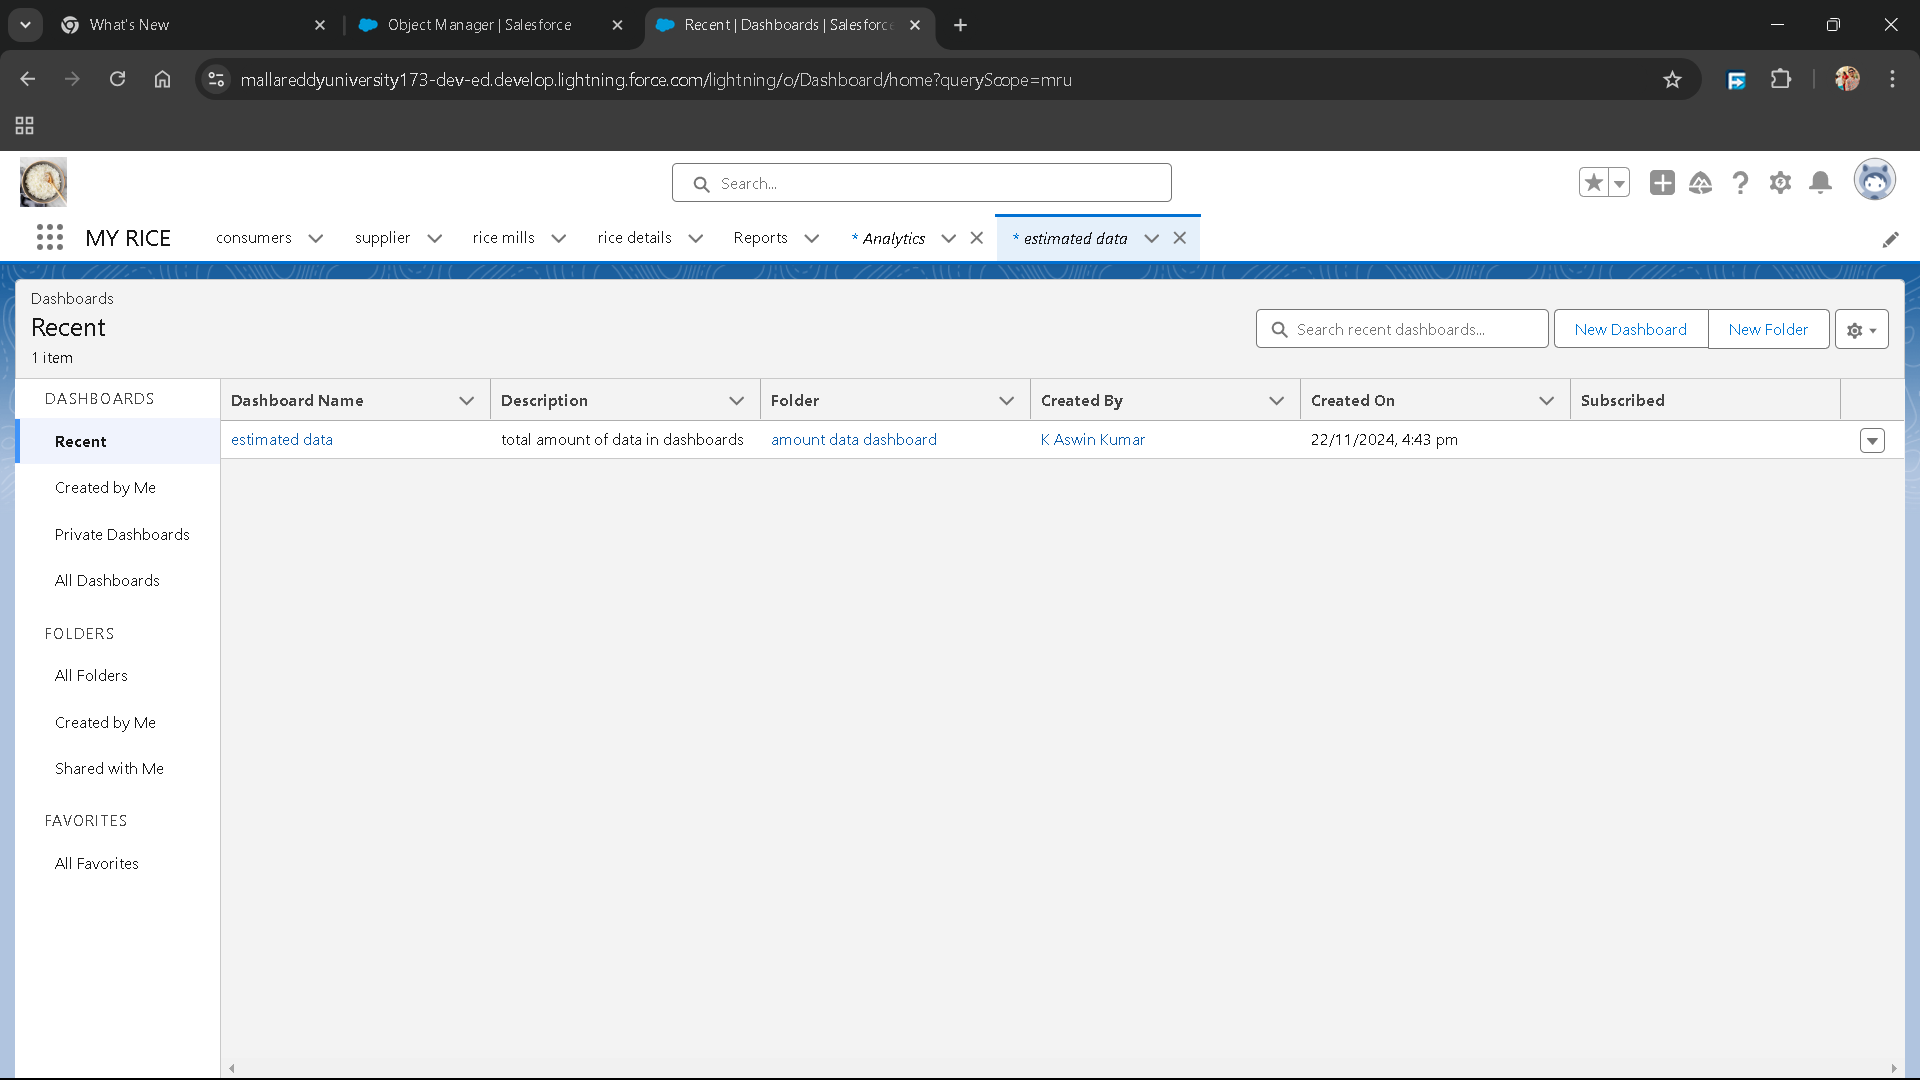 What's New
Object Manager | Salesforce
Recent | Dashboards | Salesforce
mallareddyuniversity173-dev-ed.develop.lightning.force.com/lightning/o/Dashboard/home?queryScope=mru
Search...
MY RICE
consumers
supplier
rice mills
rice details
Reports
* Analytics
* estimated data
Dashboards
Recent
1 item
Search recent dashboards...
New Dashboard
New Folder
DASHBOARDS
Recent
Created by Me
Private Dashboards
All Dashboards
FOLDERS
All Folders
Created by Me
Shared with Me
FAVORITES
All Favorites
Dashboard Name Description Folder Created By Created On Subscribed
estimated data total amount of data in dashboards amount data dashboard K Aswin Kumar 22/11/2024, 4:43 pm